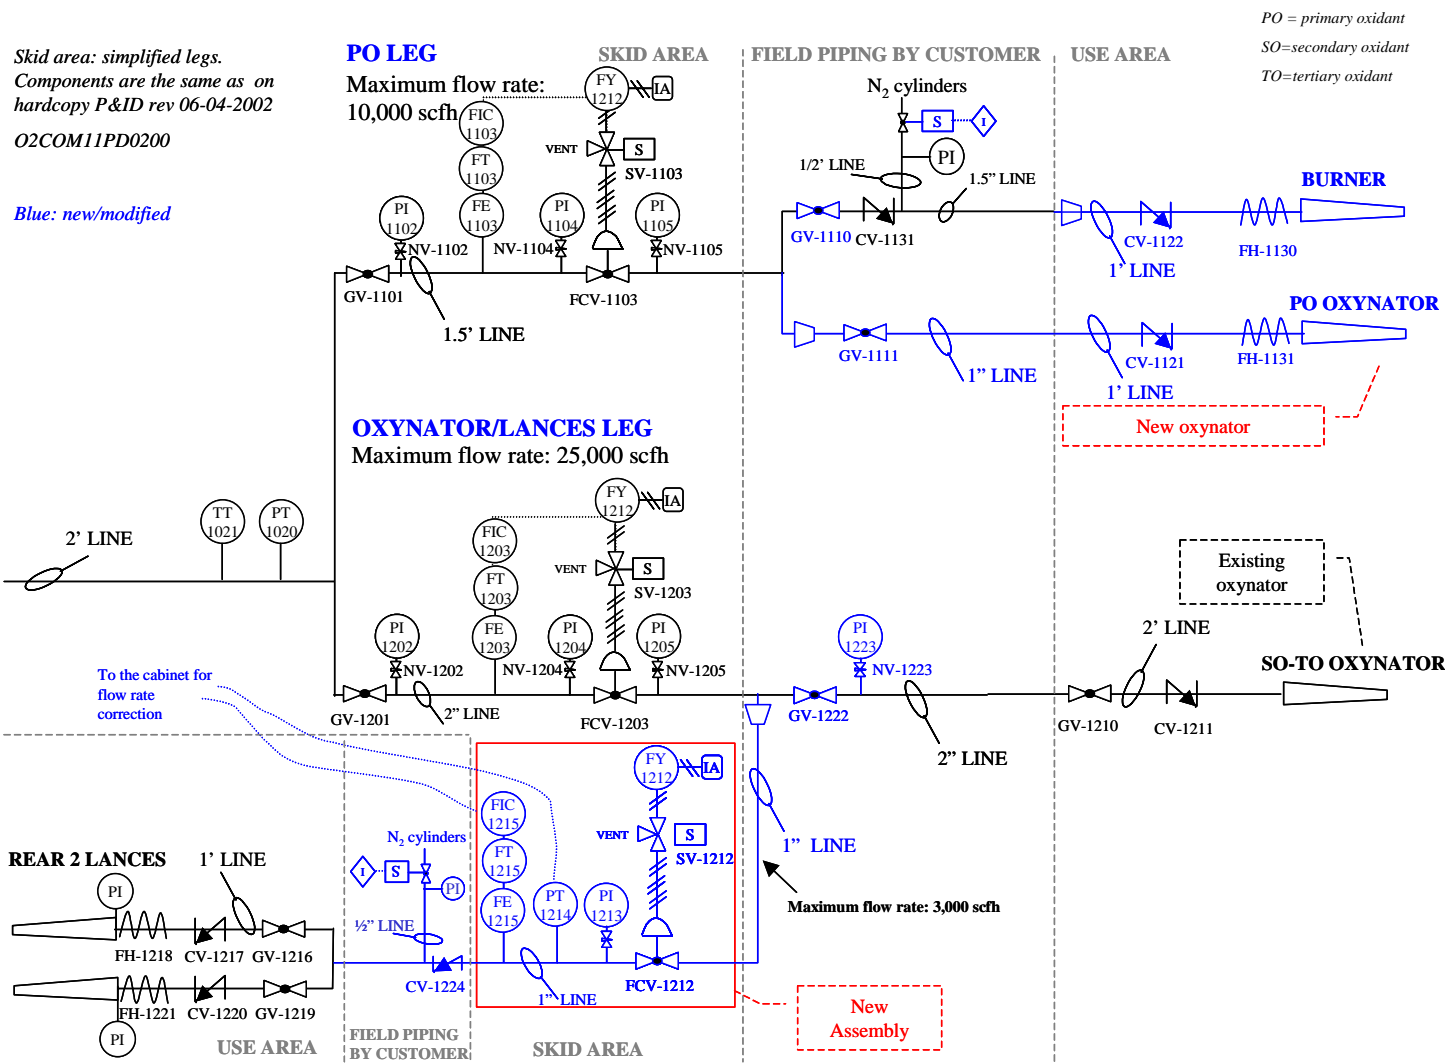 PO = primary oxidant
SO=secondary oxidant
TO=tertiary oxidant
Skid area: simplified legs.
Components are the same as on
hardcopy P&ID rev 06-04-2002
O2COM11PD0200
Blue: new/modified
PO LEG
Maximum flow rate:
10,000 scfh
SKID AREA
FIELD PIPING BY CUSTOMER
USE AREA
FY
1212
IA
FIC
1103
FT
1103
FE
1103
VENT
S
SV-1103
PI
1102
NV-1102
PI
1104
NV-1104
PI
1105
NV-1105
GV-1101
1.5’ LINE
FCV-1103
N2 cylinders
S
I
PI
1/2’ LINE
1.5” LINE
GV-1110
CV-1131
BURNER
CV-1122
FH-1130
1’ LINE
PO OXYNATOR
GV-1111
1” LINE
CV-1121
FH-1131
1’ LINE
New oxynator
OXYNATOR/LANCES LEG
Maximum flow rate: 25,000 scfh
2’ LINE
TT
1021
PT
1020
FY
1212
IA
FIC
1203
FT
1203
FE
1203
VENT
S
SV-1203
PI
1202
NV-1202
PI
1204
NV-1204
PI
1205
NV-1205
GV-1201
2” LINE
FCV-1203
PI
1223
NV-1223
GV-1222
2” LINE
Existing
oxynator
2’ LINE
SO-TO OXYNATOR
GV-1210
CV-1211
To the cabinet for
flow rate
correction
FY
1212
IA
FIC
1215
FT
1215
FE
1215
VENT
S
SV-1212
PT
1214
PI
1213
FCV-1212
1” LINE
1” LINE
Maximum flow rate: 3,000 scfh
New
Assembly
N2 cylinders
I
S
PI
½” LINE
CV-1224
REAR 2 LANCES
1’ LINE
PI
FH-1218
CV-1217
GV-1216
FH-1221
CV-1220
GV-1219
PI
USE AREA
FIELD PIPING
BY CUSTOMER
SKID AREA